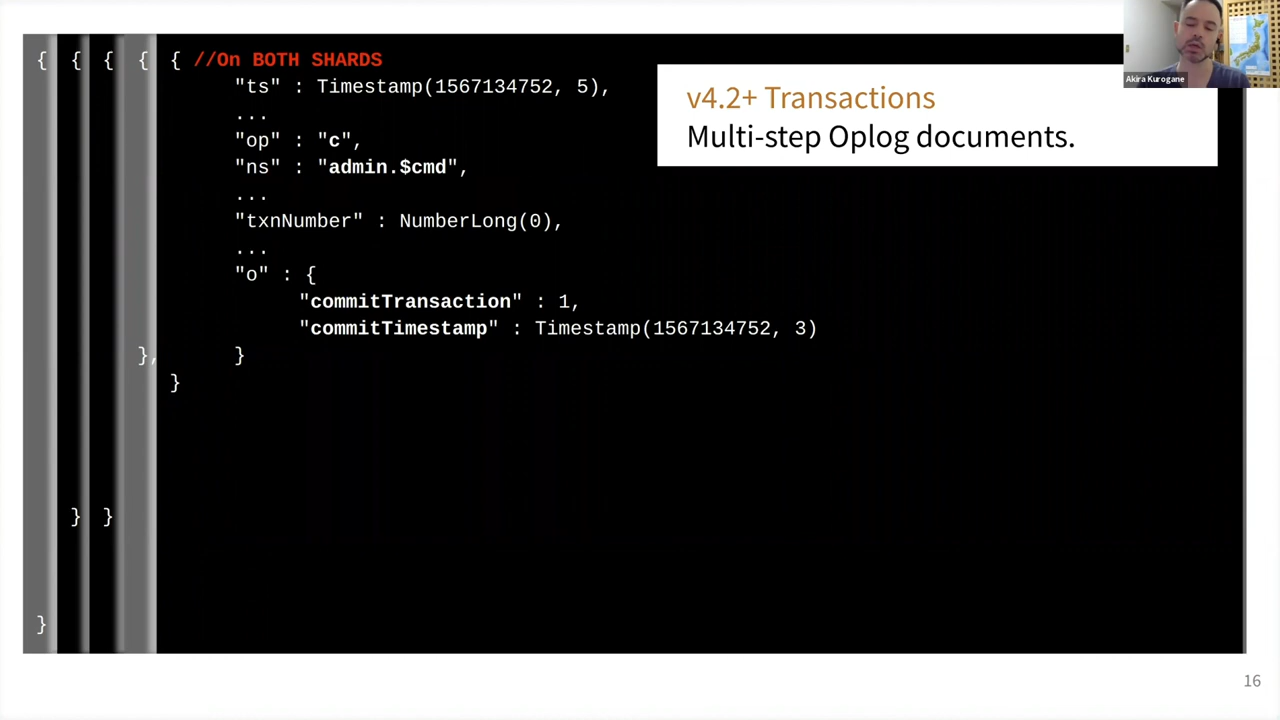 { { { { { //On BOTH SHARDS
"ts" : Timestamp(1567134752, 5),
...
"op" : "c",
"ns" : "admin.$cmd",
...
"txnNumber" : NumberLong(0),
...
"o" : {
"commitTransaction" : 1,
"commitTimestamp" : Timestamp(1567134752, 3)
}, }
}
} }
}
v4.2+ Transactions
Multi-step Oplog documents.
Akira Kurogane
16